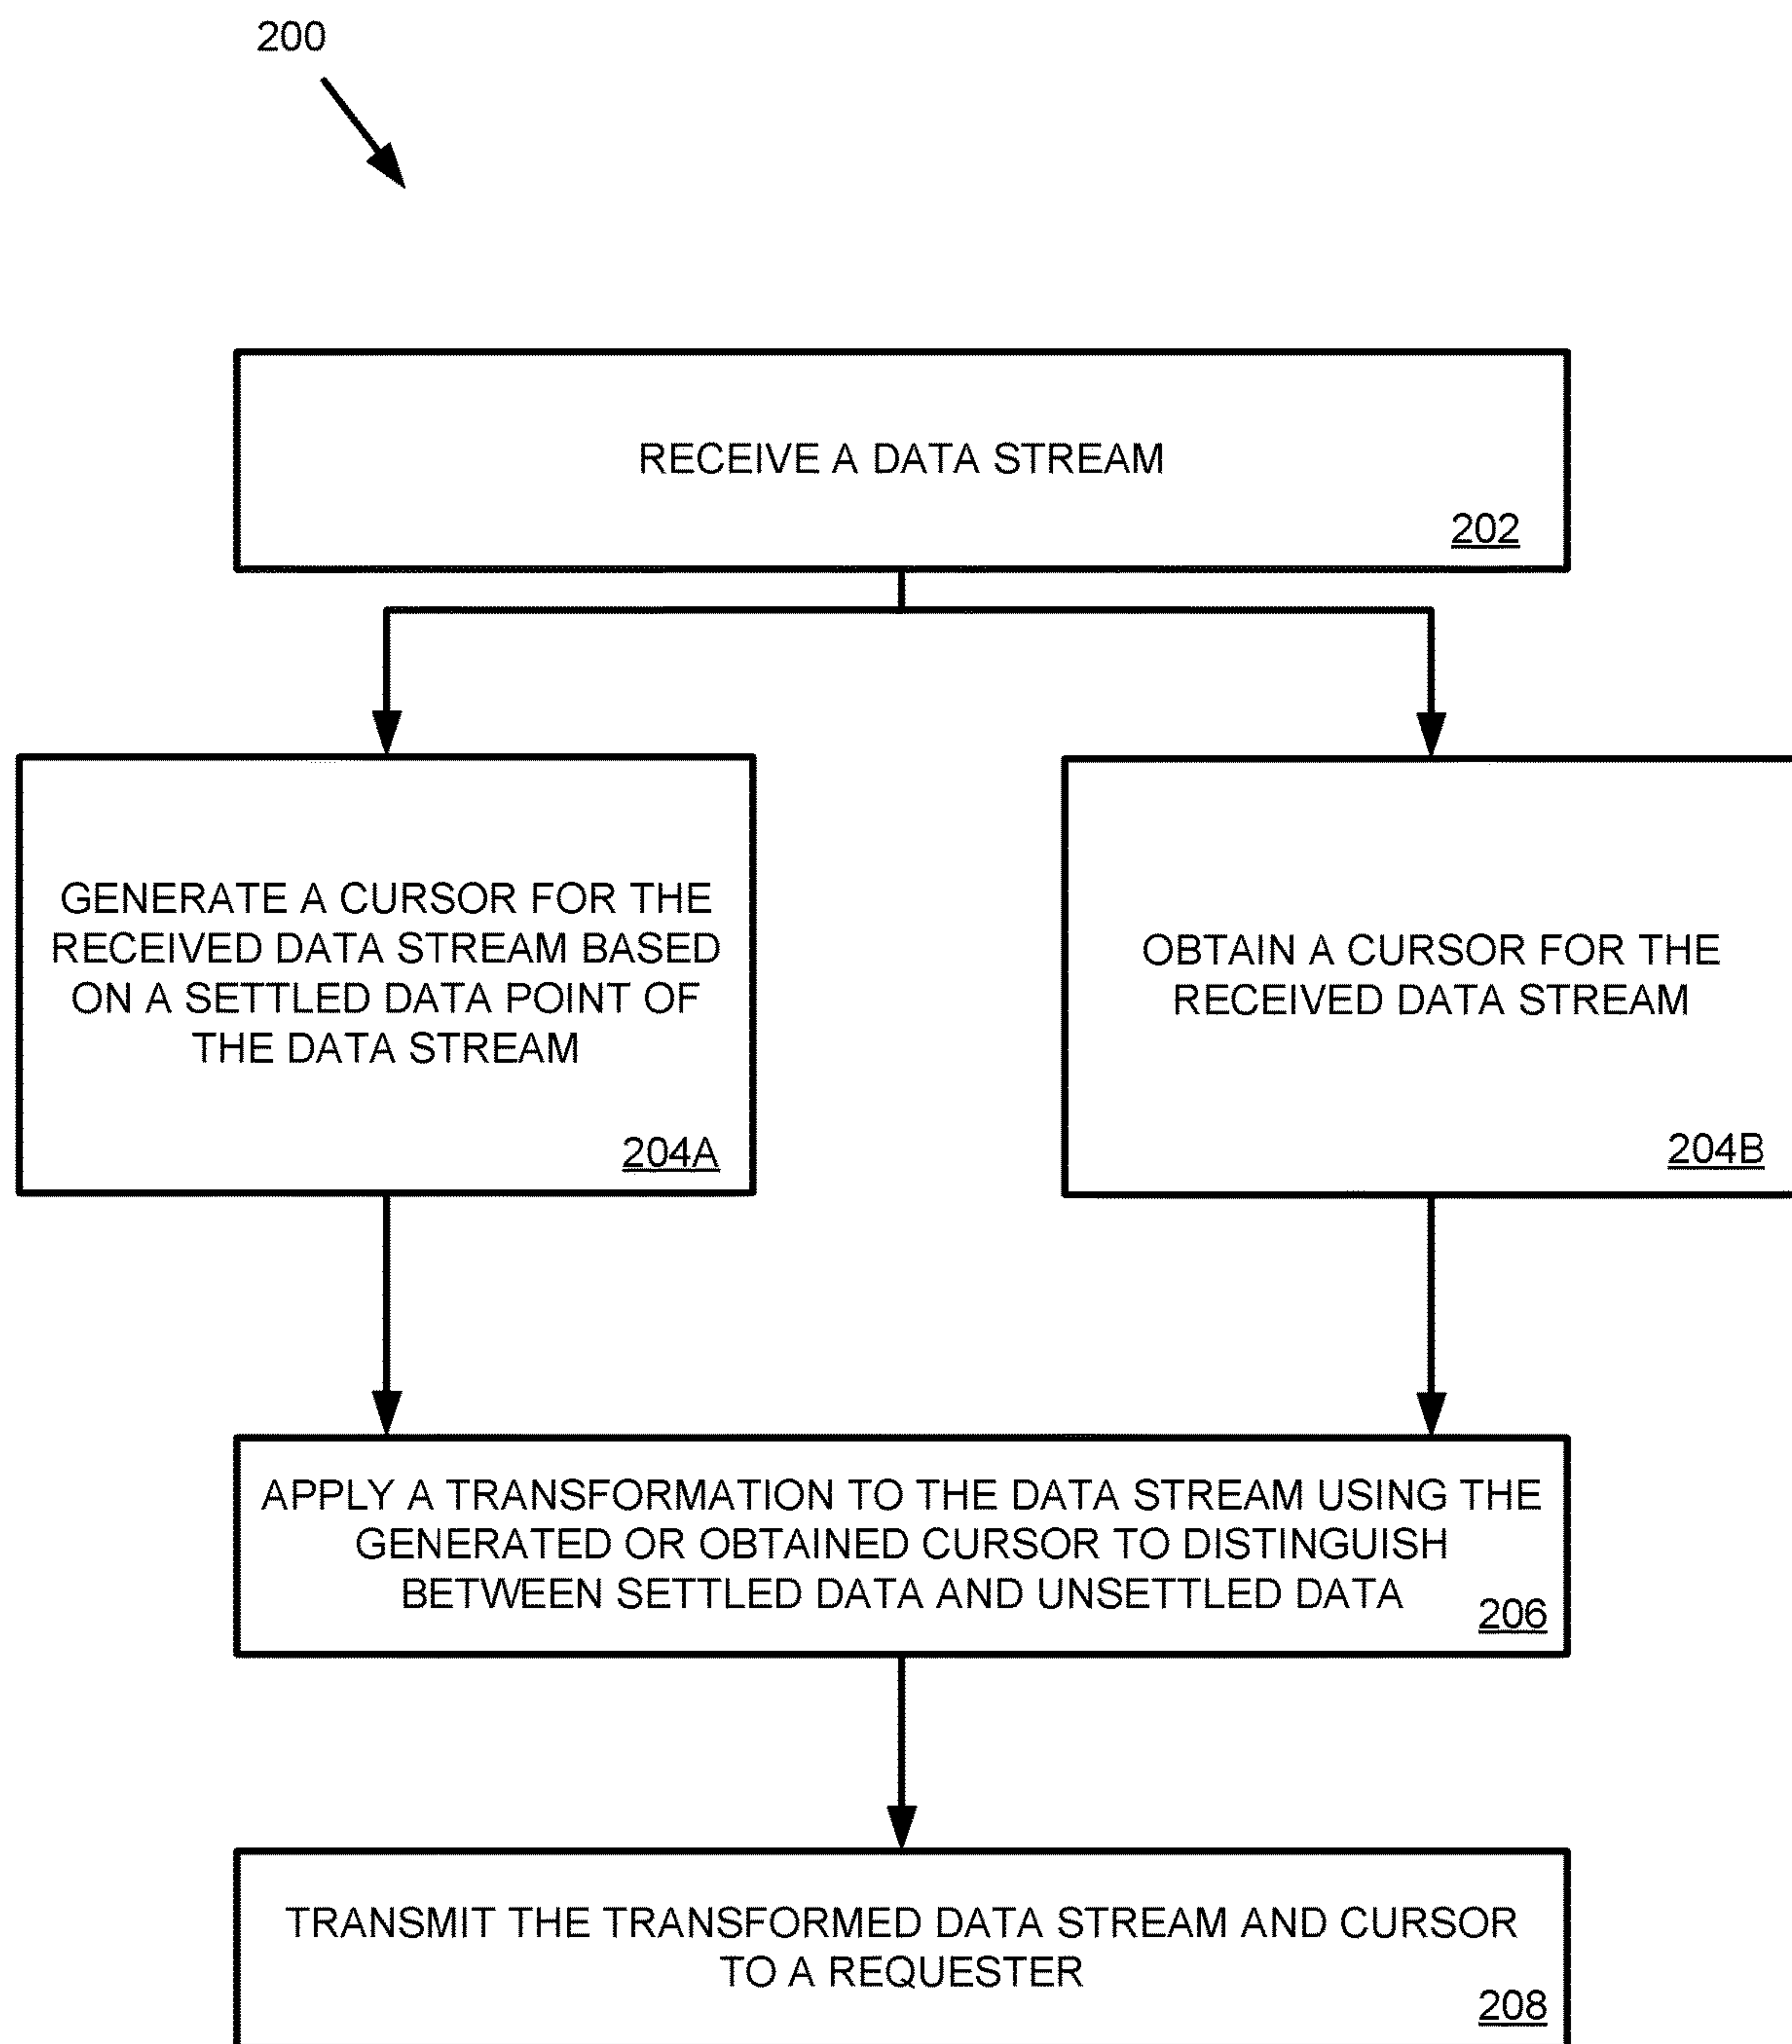 200
RECEIVE A DATA STREAM
202
GENERATE A CURSOR FOR THE
RECEIVED DATA STREAM BASED
ON A SETTLED DATA POINT OF
THE DATA STREAM
204A
OBTAIN A CURSOR FOR THE
RECEIVED DATA STREAM
204B
APPLY A TRANSFORMATION TO THE DATA STREAM USING THE
GENERATED OR OBTAINED CURSOR TO DISTINGUISH
BETWEEN SETTLED DATA AND UNSETTLED DATA
206
TRANSMIT THE TRANSFORMED DATA STREAM AND CURSOR
TO A REQUESTER
208